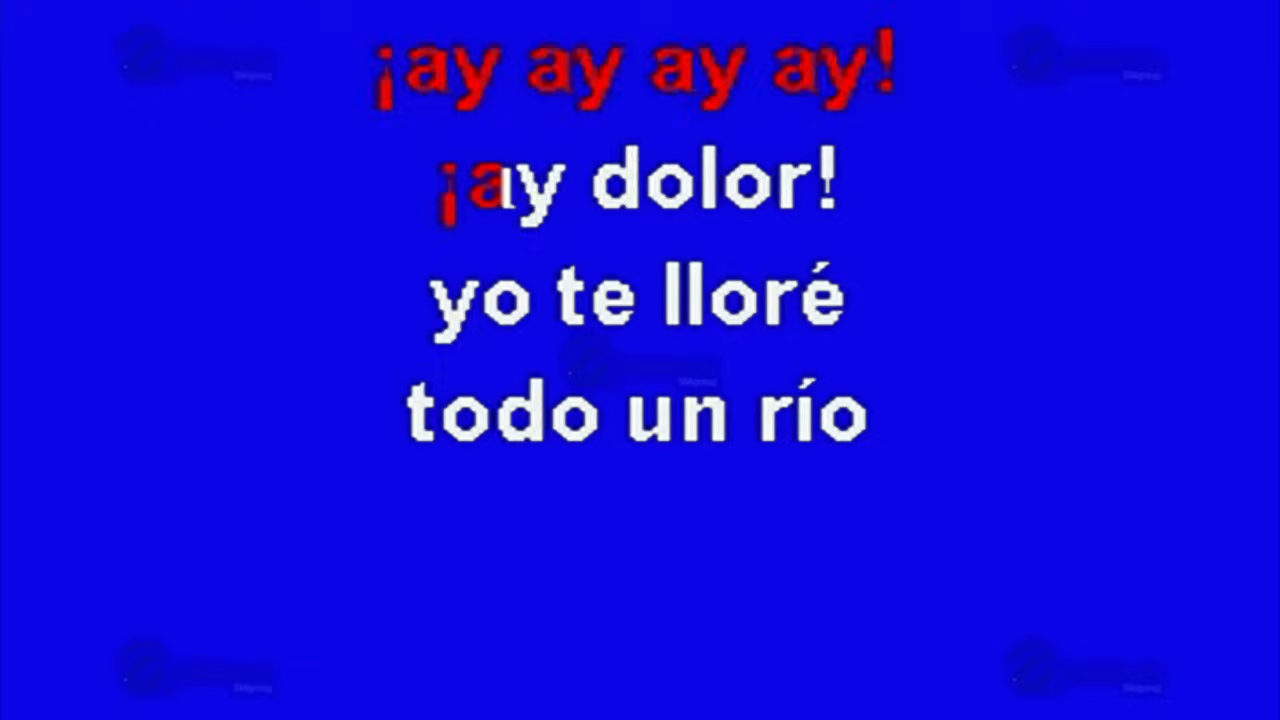 ¡ay ay ay ay!
¡ay dolor!
yo te lloré
todo un río